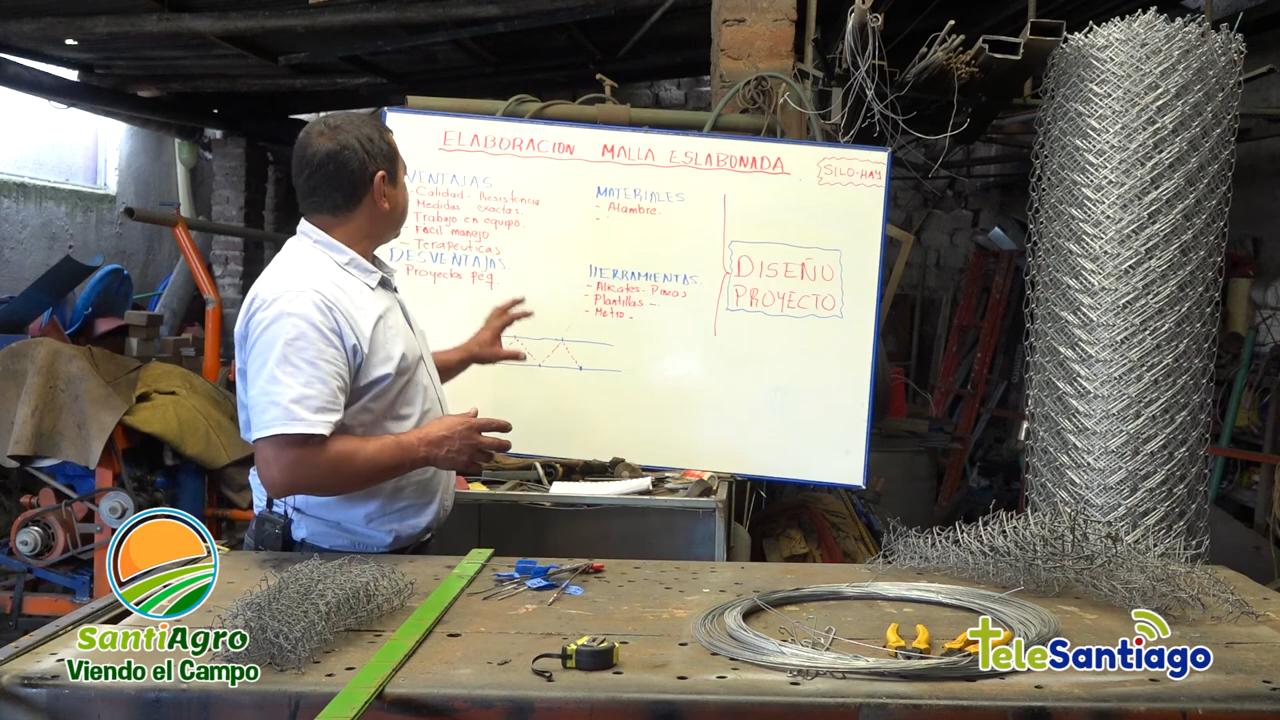 ELABORACION MALLA ESLABONADA
SILO-HAY
VENTAJAS
- Calidad - Resistencia
- Medidas exactas.
- Trabajo en equipo.
- Facil manejo
- Terapeuticas
DESVENTAJAS.
Proyectos peq.
MATERIALES
- Alambre.
HERRAMIENTAS.
- Alicates - Pinzas
- Plantillas -
- Metro.
DISEÑO
PROYECTO
SantiAgro
Viendo el Campo
TeleSantiago